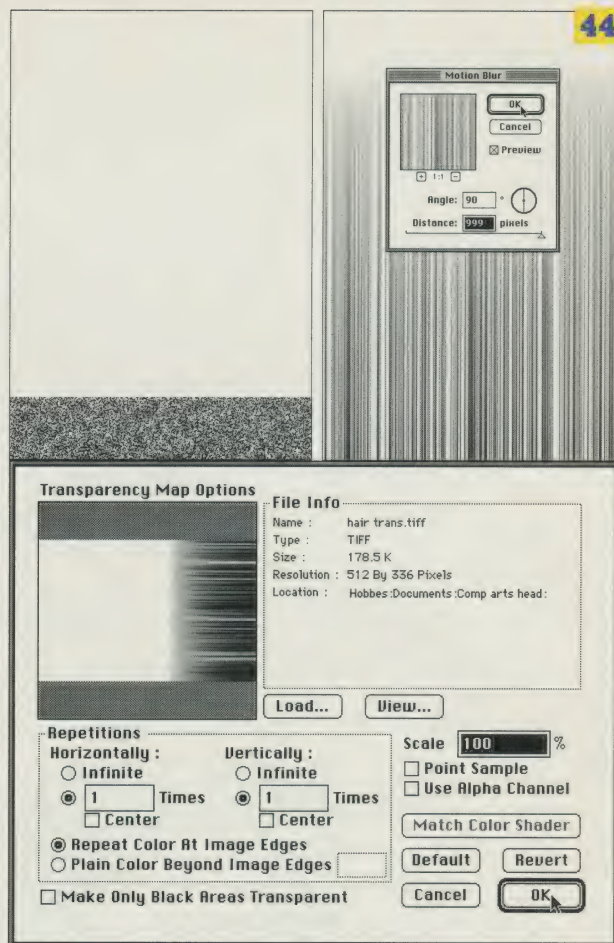 44
Motion Blur
OK
Cancel
Preview
+ 1:1 -
Angle: 90 °
Distance: 999 pixels
Transparency Map Options
File Info
Name : hair trans.tiff
Type : TIFF
Size : 178.5 K
Resolution : 512 By 336 Pixels
Location : Hobbes:Documents:Comp arts head:
Load... View...
Repetitions
Horizontally : Vertically :
Infinite Infinite
1 Times 1 Times
Center Center
Repeat Color At Image Edges
Plain Color Beyond Image Edges
Make Only Black Areas Transparent
Scale 100 %
Point Sample
Use Alpha Channel
Match Color Shader
Default Revert
Cancel OK